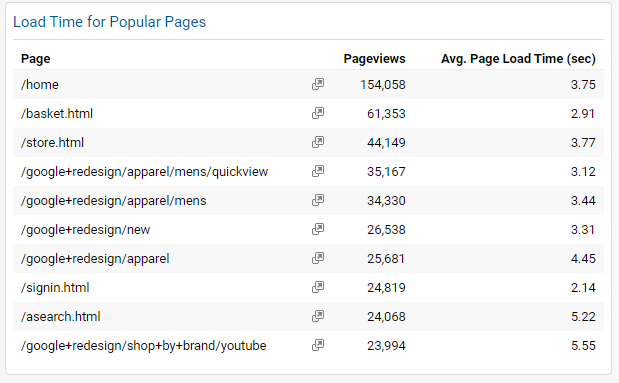 Load Time for Popular Pages
Page Pageviews Avg. Page Load Time (sec)
/home 154,058 3.75
/basket.html 61,353 2.91
/store.html 44,149 3.77
/google+redesign/apparel/mens/quickview 35,167 3.12
/google+redesign/apparel/mens 34,330 3.44
/google+redesign/new 26,538 3.31
/google+redesign/apparel 25,681 4.45
/signin.html 24,819 2.14
/asearch.html 24,068 5.22
/google+redesign/shop+by+brand/youtube 23,994 5.55